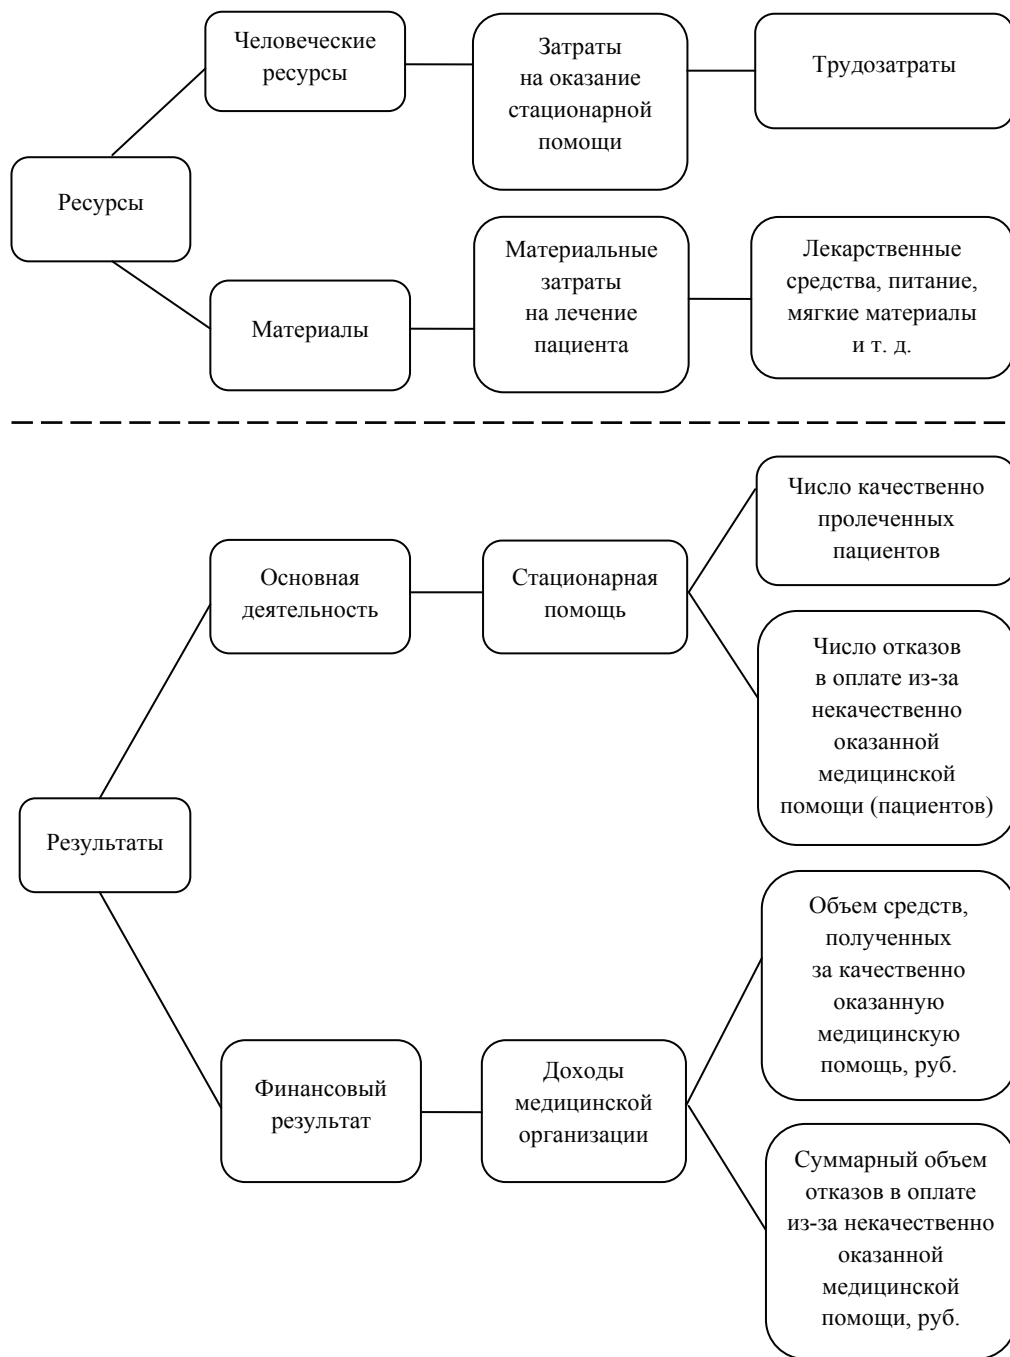 Человеческие
ресурсы
Затраты
на оказание
стационарной
помощи
Трудозатраты
Ресурсы
Материалы
Материальные
затраты
на лечение
пациента
Лекарственные
средства, питание,
мягкие материалы
и т. д.
Число качественно
пролеченных
пациентов
Основная
деятельность
Стационарная
помощь
Число отказов
в оплате из-за
некачественно
оказанной
медицинской
помощи (пациентов)
Результаты
Объем средств,
полученных
за качественно
оказанную
медицинскую
помощь, руб.
Финансовый
результат
Доходы
медицинской
организации
Суммарный объем
отказов в оплате
из-за некачественно
оказанной
медицинской
помощи, руб.